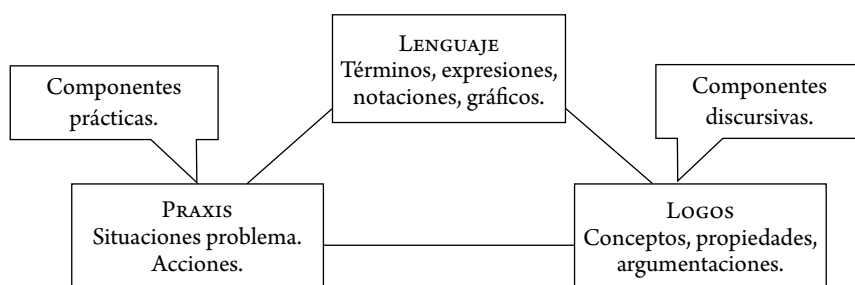 LENGUAJE
Términos, expresiones,
notaciones, gráficos.
Componentes
prácticas.
Componentes
discursivas.
PRAXIS
Situaciones problema.
Acciones.
LOGOS
Conceptos, propiedades,
argumentaciones.